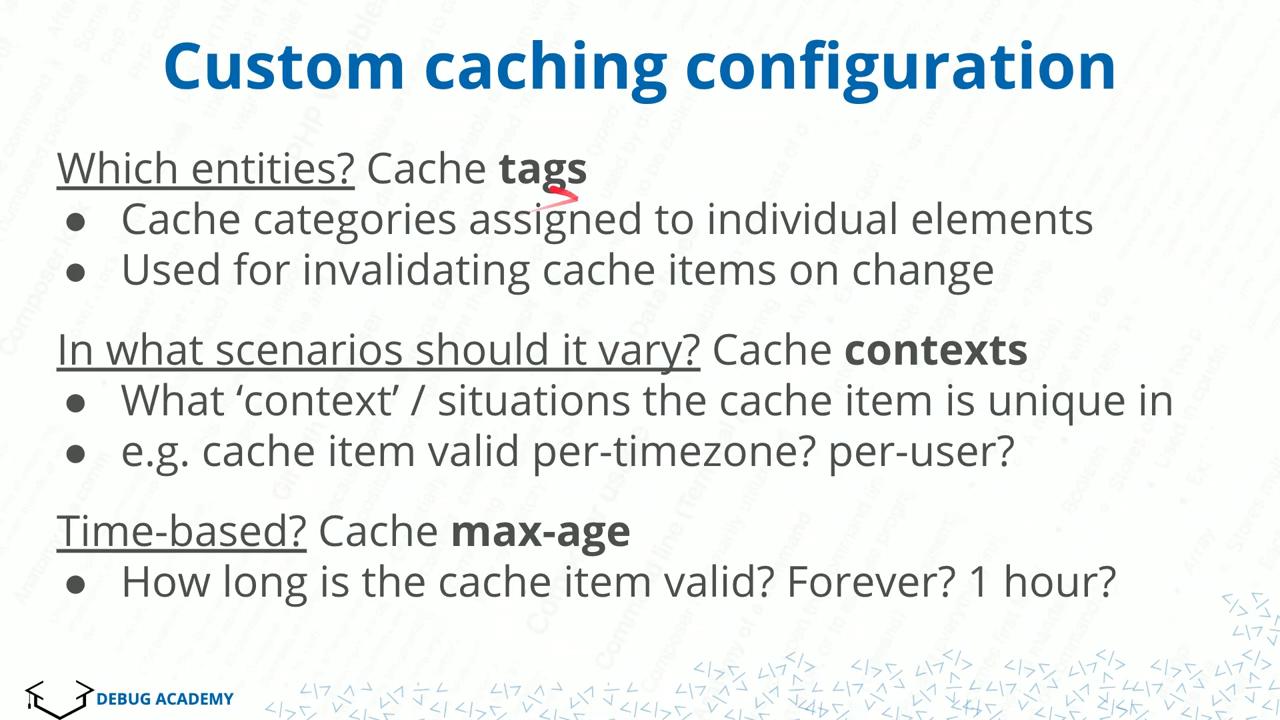 Custom caching configuration
Which entities? Cache tags
● Cache categories assigned to individual elements
● Used for invalidating cache items on change
In what scenarios should it vary? Cache contexts
● What ‘context’ / situations the cache item is unique in
● e.g. cache item valid per-timezone? per-user?
Time-based? Cache max-age
● How long is the cache item valid? Forever? 1 hour?
DEBUG ACADEMY